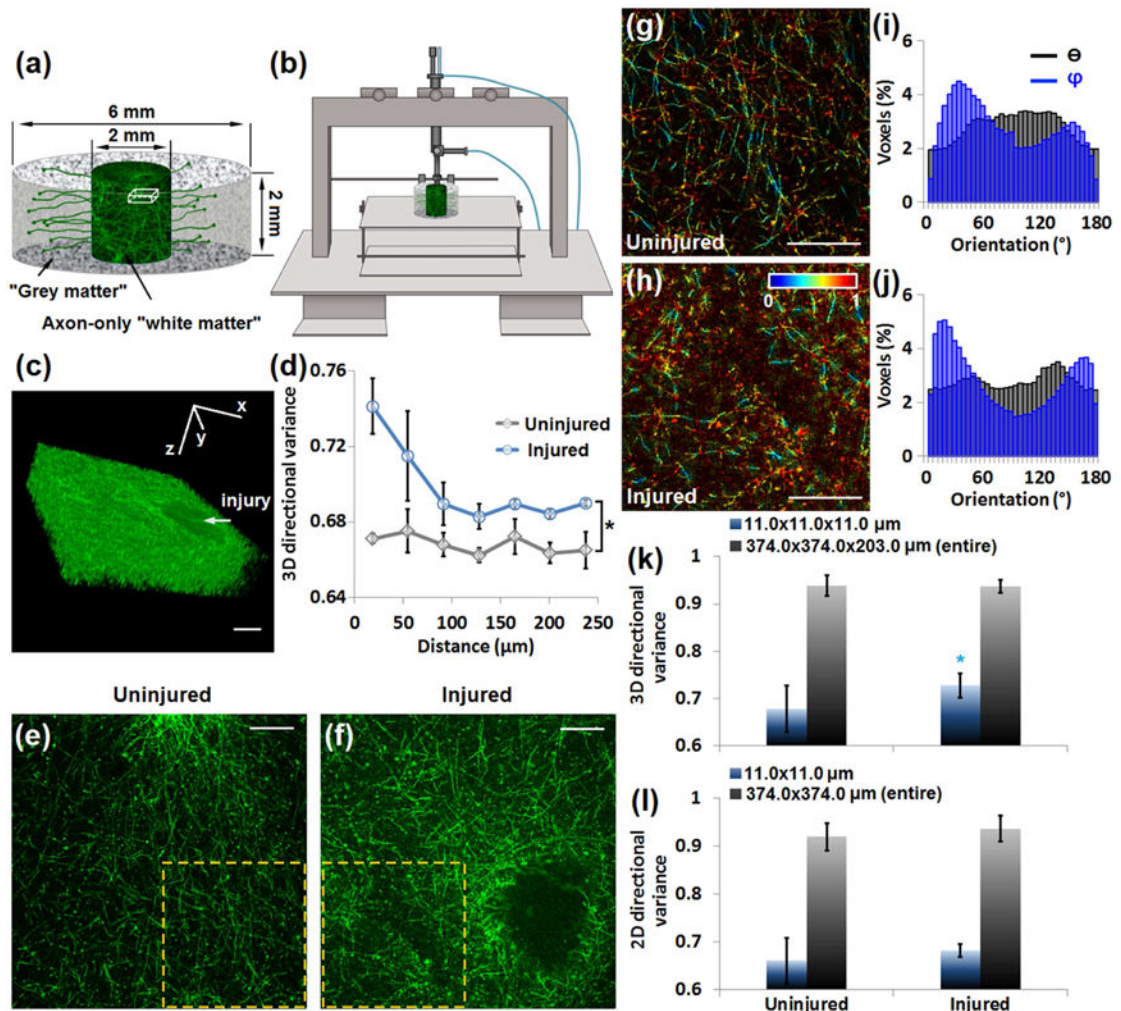 (a)
6 mm
2 mm
2 mm
"Grey matter"
Axon-only "white matter"
(b)
(c)
x
y
z
injury
(d)
0.76
0.72
0.68
0.64
3D directional variance
Uninjured
Injured
*
0
50
100
150
200
250
Distance (μm)
Uninjured
(e)
Injured
(f)
(g)
Uninjured
(h)
0 1
Injured
(i)
6
4
2
0
Voxels (%)
ɵ
φ
0 60 120 180
Orientation (°)
(j)
6
4
2
0
Voxels (%)
0 60 120 180
Orientation (°)
(k)
11.0x11.0x11.0 μm
374.0x374.0x203.0 μm (entire)
1
0.9
0.8
0.7
0.6
3D directional
variance
*
(l)
11.0x11.0 μm
374.0x374.0 μm (entire)
1
0.9
0.8
0.7
0.6
2D directional
variance
Uninjured
Injured